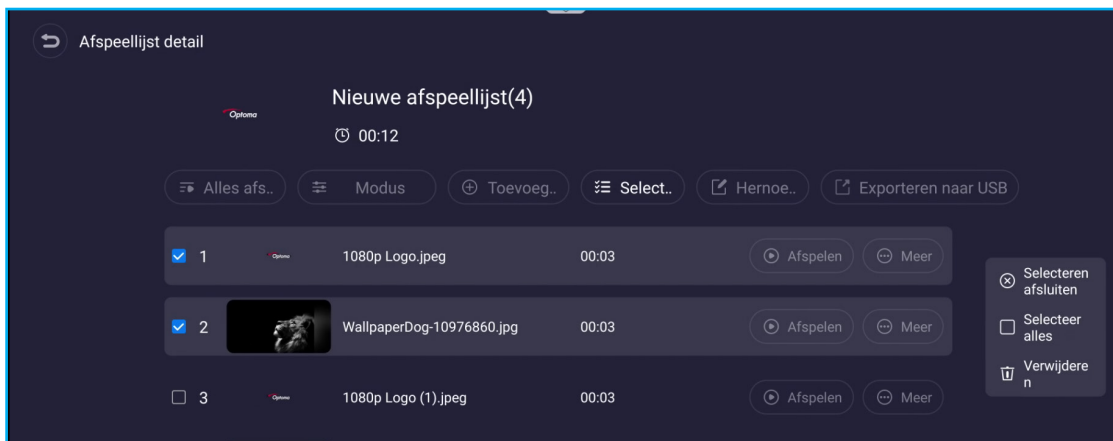 Afspeellijst detail
Optoma
Nieuwe afspeellijst(4)
00:12
Alles afs.. Modus Toevoeg.. Select.. Hernoe.. Exporteren naar USB
1 Optoma 1080p Logo.jpeg 00:03 Afspelen Meer
2 WallpaperDog-10976860.jpg 00:03 Afspelen Meer
3 Optoma 1080p Logo (1).jpeg 00:03 Afspelen Meer
Selecteren
afsluiten
Selecteer
alles
Verwijdere
n